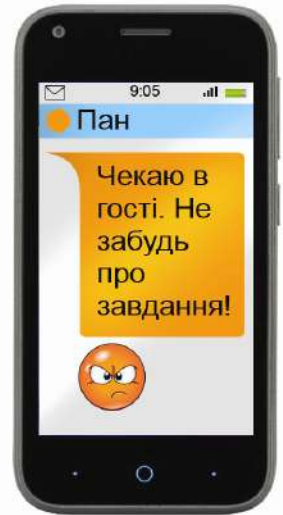 9:05
Пан
Чекаю в
гості. Не
забудь
про
завдання!